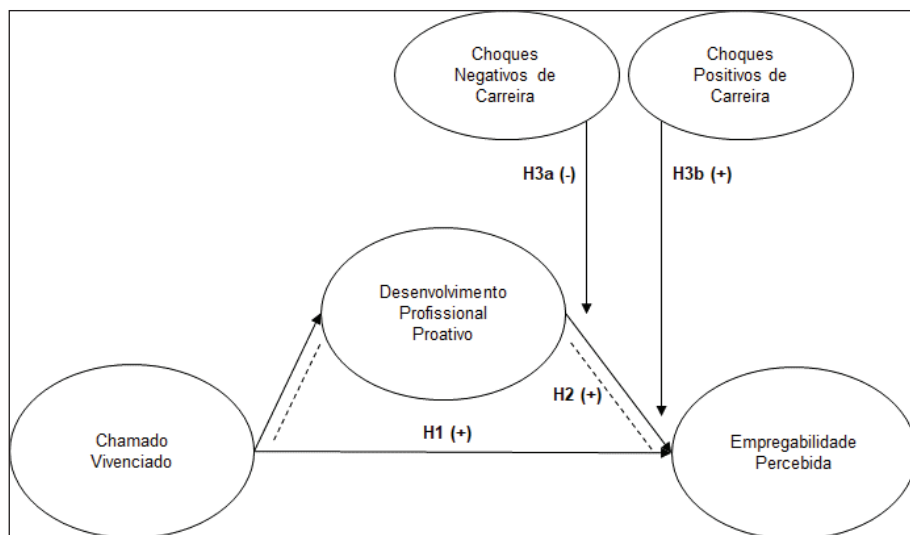 Choques
Negativos de
Carreira
Choques
Positivos de
Carreira
H3a (-)
H3b (+)
Desenvolvimento
Profissional
Proativo
H2 (+)
H1 (+)
Chamado
Vivenciado
Empregabilidade
Percebida